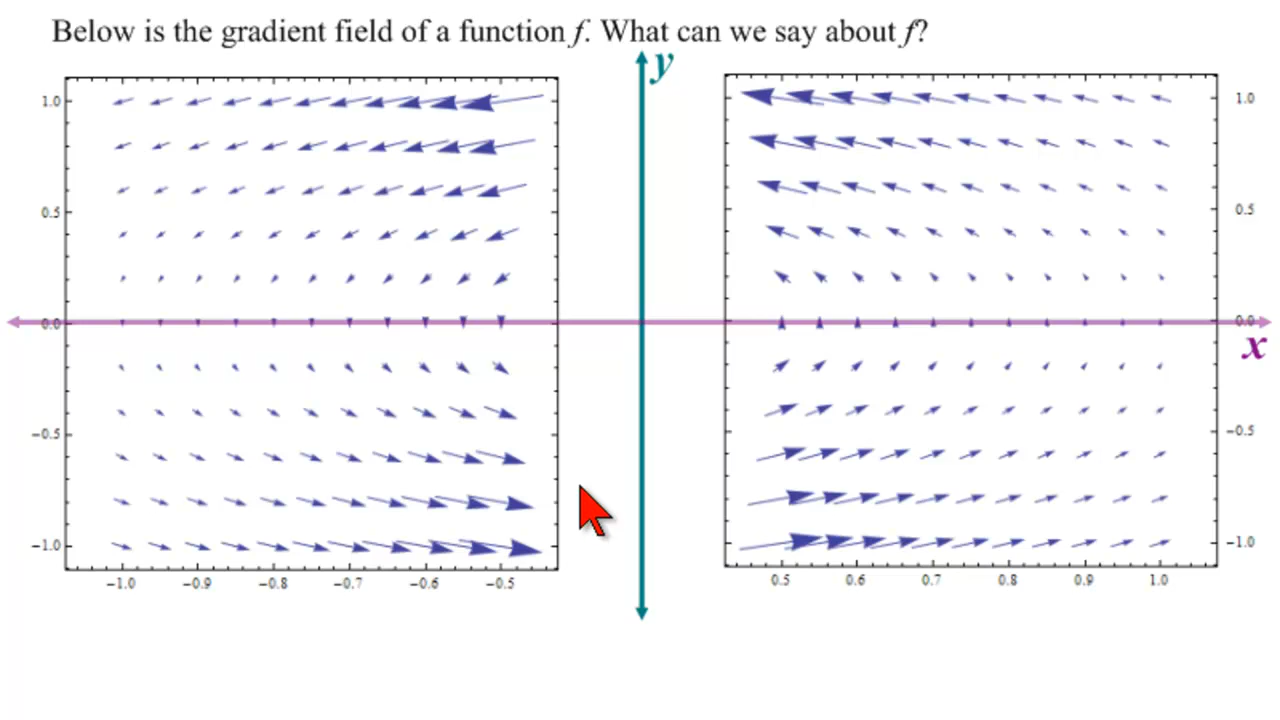 Below is the gradient field of a function f. What can we say about f?
y
1.0
0.5
0.0
−0.5
−1.0
−1.0 −0.9 −0.8 −0.7 −0.6 −0.5
1.0
0.5
0.0
x
−0.5
−1.0
0.5 0.6 0.7 0.8 0.9 1.0